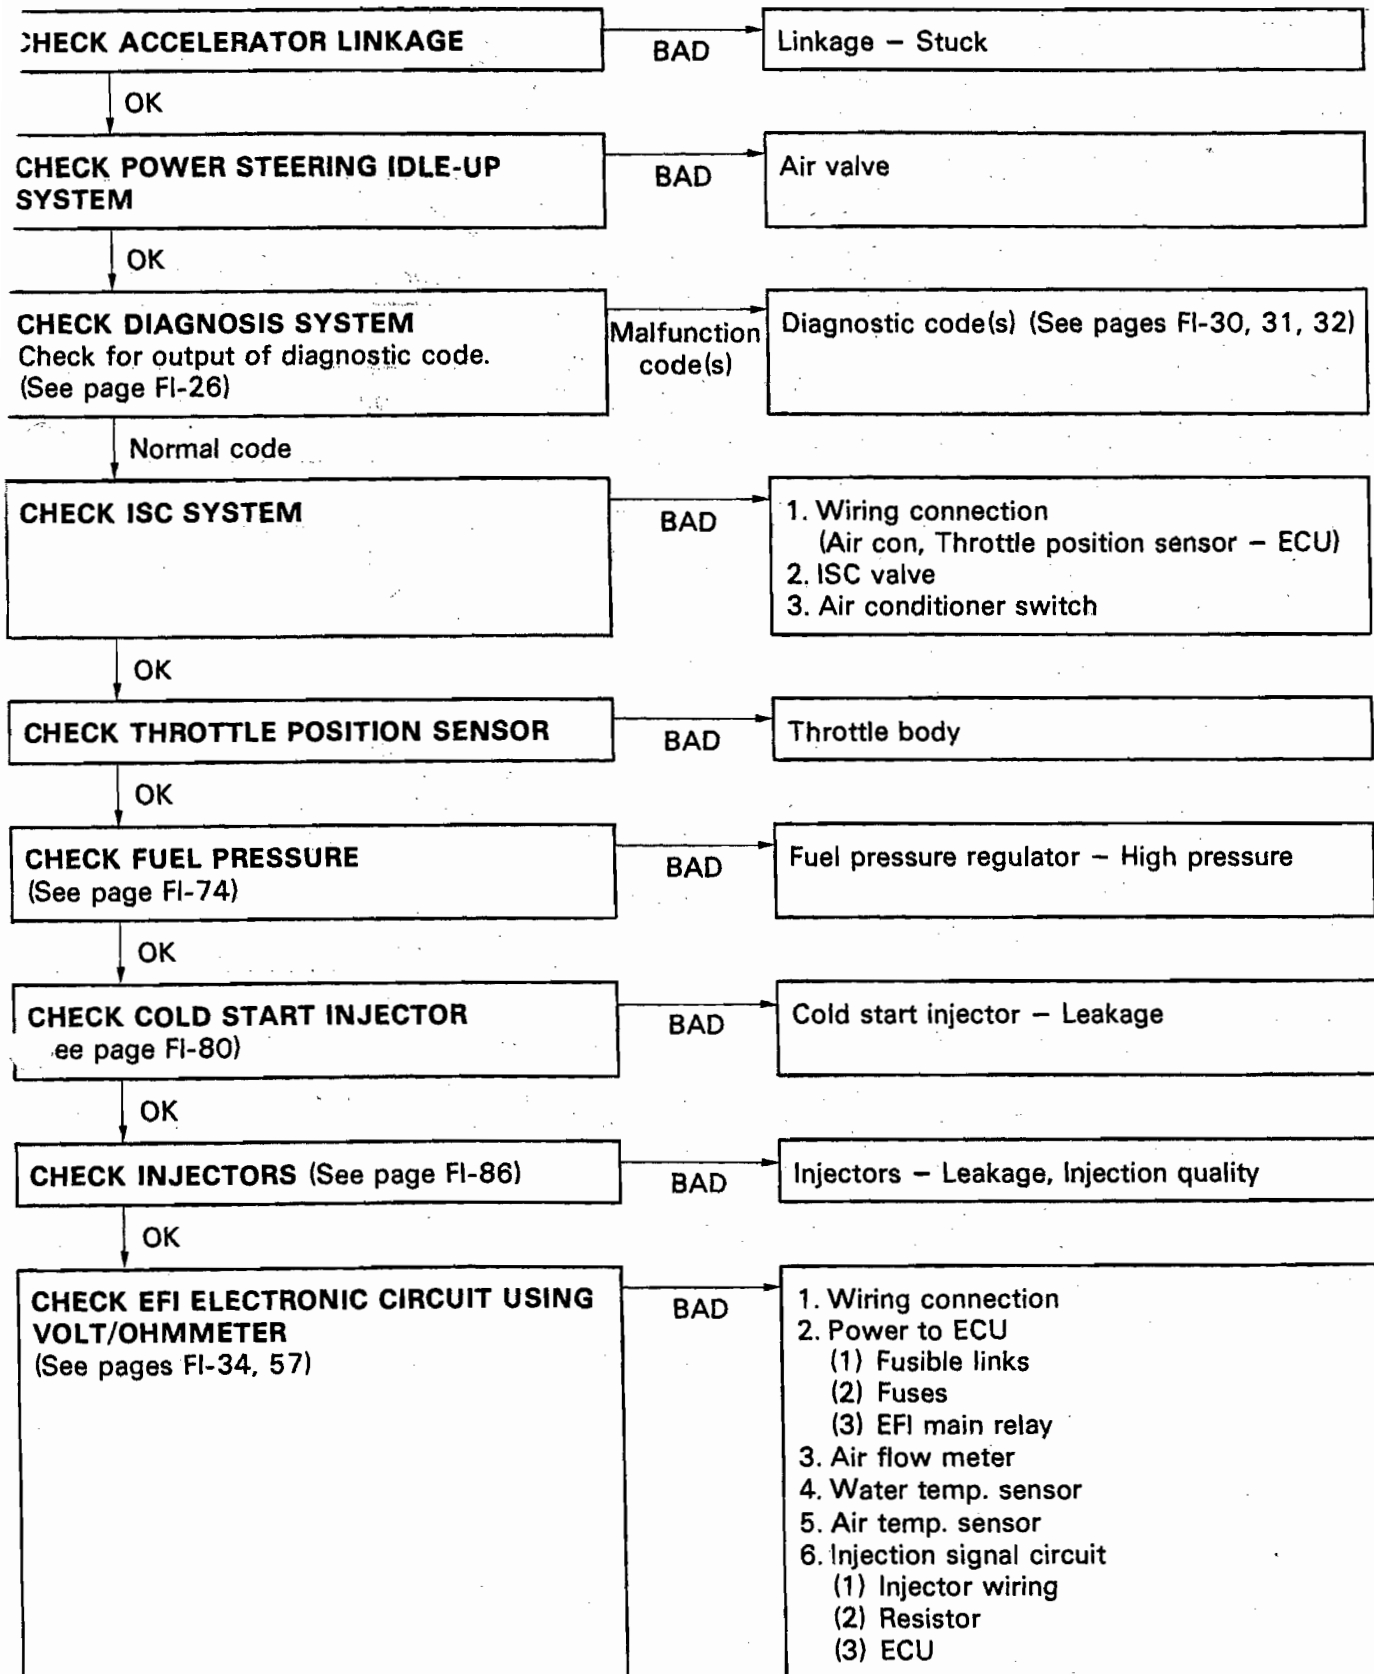 CHECK ACCELERATOR LINKAGE
BAD
Linkage – Stuck
OK
CHECK POWER STEERING IDLE-UP
SYSTEM
BAD
Air valve
OK
CHECK DIAGNOSIS SYSTEM
Check for output of diagnostic code.
(See page FI-26)
Malfunction
code(s)
Diagnostic code(s) (See pages FI-30, 31, 32)
Normal code
CHECK ISC SYSTEM
BAD
1. Wiring connection
(Air con, Throttle position sensor – ECU)
2. ISC valve
3. Air conditioner switch
OK
CHECK THROTTLE POSITION SENSOR
BAD
Throttle body
OK
CHECK FUEL PRESSURE
(See page FI-74)
BAD
Fuel pressure regulator – High pressure
OK
CHECK COLD START INJECTOR
ee page FI-80)
BAD
Cold start injector – Leakage
OK
CHECK INJECTORS (See page FI-86)
BAD
Injectors – Leakage, Injection quality
OK
CHECK EFI ELECTRONIC CIRCUIT USING
VOLT/OHMMETER
(See pages FI-34, 57)
BAD
1. Wiring connection
2. Power to ECU
(1) Fusible links
(2) Fuses
(3) EFI main relay
3. Air flow meter
4. Water temp. sensor
5. Air temp. sensor
6. Injection signal circuit
(1) Injector wiring
(2) Resistor
(3) ECU